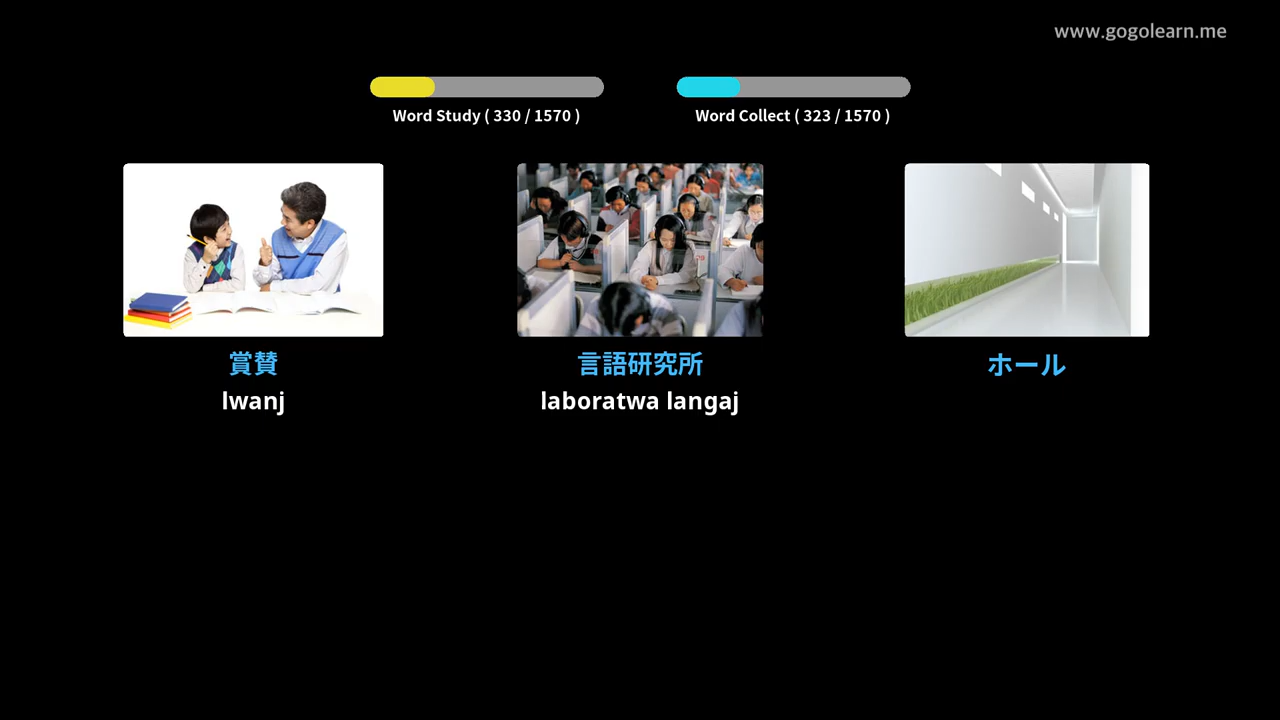 www.gogolearn.me
Word Study ( 330 / 1570 )
Word Collect ( 323 / 1570 )
賞賛
lwanj
言語研究所
laboratwa langaj
ホール